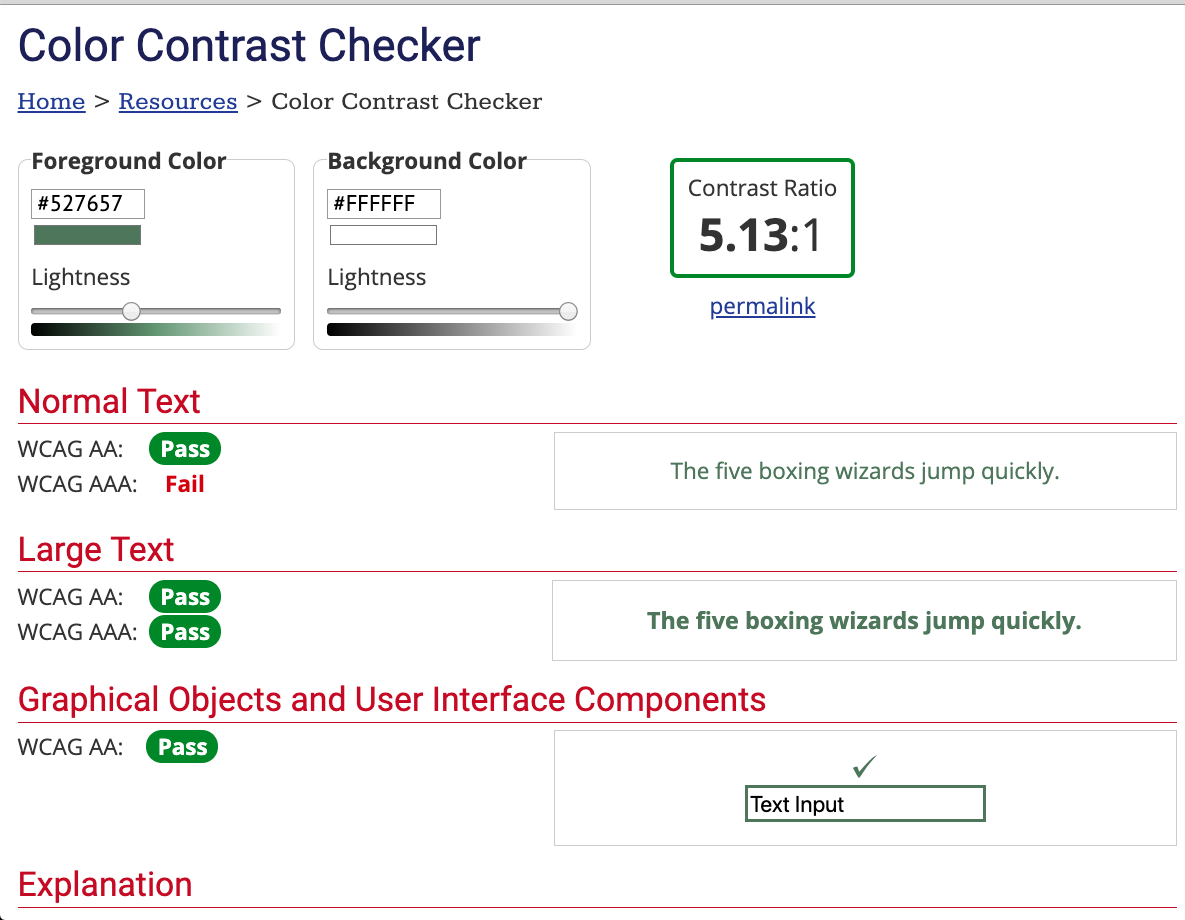 Color Contrast Checker
Home > Resources > Color Contrast Checker
Foreground Color
#527657
Lightness
Background Color
#FFFFFF
Lightness
Contrast Ratio
5.13:1
permalink
Normal Text
WCAG AA: Pass
WCAG AAA: Fail
The five boxing wizards jump quickly.
Large Text
WCAG AA: Pass
WCAG AAA: Pass
The five boxing wizards jump quickly.
Graphical Objects and User Interface Components
WCAG AA: Pass
✓
Text Input
Explanation